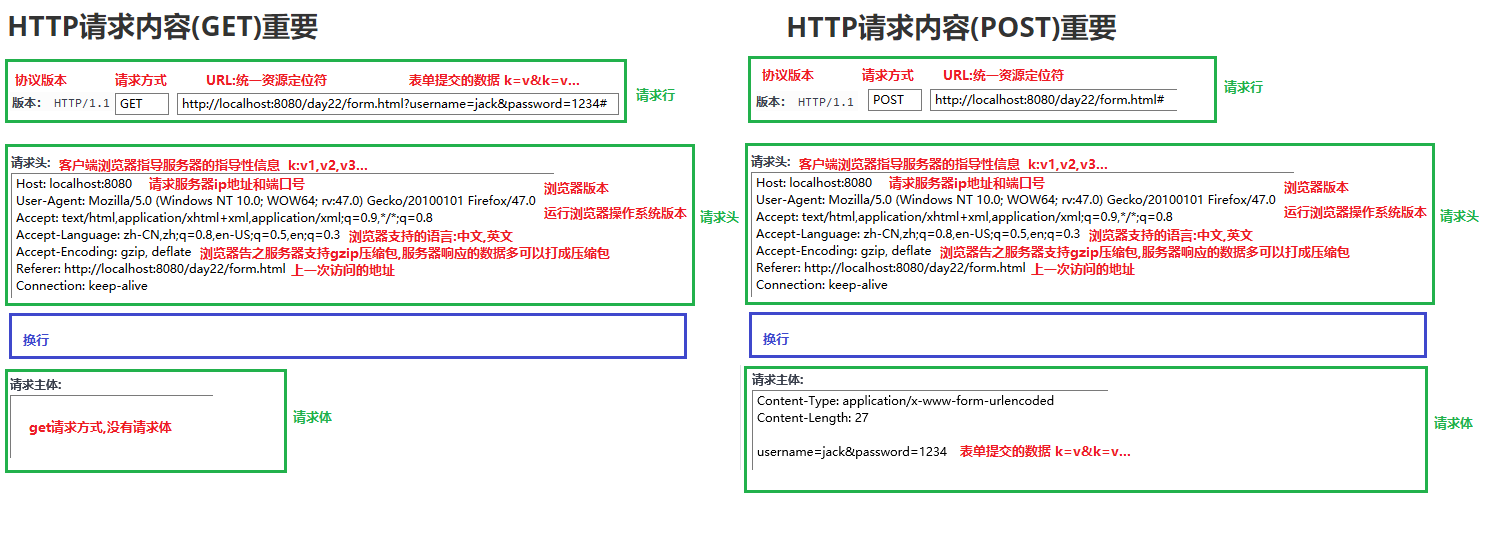 HTTP请求内容(GET)重要
协议版本 请求方式 URL:统一资源定位符 表单提交的数据 k=v&k=v...
版本： HTTP/1.1 GET http://localhost:8080/day22/form.html?username=jack&password=1234#
请求行
请求头: 客户端浏览器指导服务器的指导性信息 k:v1,v2,v3...
Host: localhost:8080 请求服务器ip地址和端口号
浏览器版本
User-Agent: Mozilla/5.0 (Windows NT 10.0; WOW64; rv:47.0) Gecko/20100101 Firefox/47.0
运行浏览器操作系统版本
Accept: text/html,application/xhtml+xml,application/xml;q=0.9,*/*;q=0.8
请求头
Accept-Language: zh-CN,zh;q=0.8,en-US;q=0.5,en;q=0.3 浏览器支持的语言:中文,英文
Accept-Encoding: gzip, deflate 浏览器告之服务器支持gzip压缩包,服务器响应的数据多可以打成压缩包
Referer: http://localhost:8080/day22/form.html 上一次访问的地址
Connection: keep-alive
换行
请求主体:
get请求方式,没有请求体
请求体
HTTP请求内容(POST)重要
协议版本 请求方式 URL:统一资源定位符
版本： HTTP/1.1 POST http://localhost:8080/day22/form.html#
请求行
请求头: 客户端浏览器指导服务器的指导性信息 k:v1,v2,v3...
Host: localhost:8080 请求服务器ip地址和端口号
浏览器版本
User-Agent: Mozilla/5.0 (Windows NT 10.0; WOW64; rv:47.0) Gecko/20100101 Firefox/47.0
运行浏览器操作系统版本
Accept: text/html,application/xhtml+xml,application/xml;q=0.9,*/*;q=0.8
请求头
Accept-Language: zh-CN,zh;q=0.8,en-US;q=0.5,en;q=0.3 浏览器支持的语言:中文,英文
Accept-Encoding: gzip, deflate 浏览器告之服务器支持gzip压缩包,服务器响应的数据多可以打成压缩包
Referer: http://localhost:8080/day22/form.html 上一次访问的地址
Connection: keep-alive
换行
请求主体:
Content-Type: application/x-www-form-urlencoded
Content-Length: 27
请求体
username=jack&password=1234 表单提交的数据 k=v&k=v...